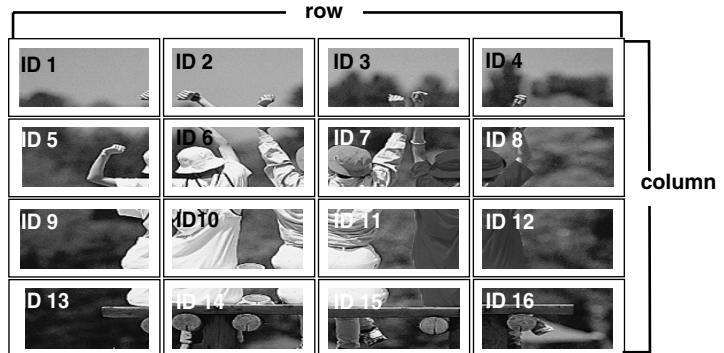 row
ID 1 ID 2 ID 3 ID 4
ID 5 ID 6 ID 7 ID 8
column
ID 9 ID10 ID 11 ID 12
D 13 ID 14 ID 15 ID 16